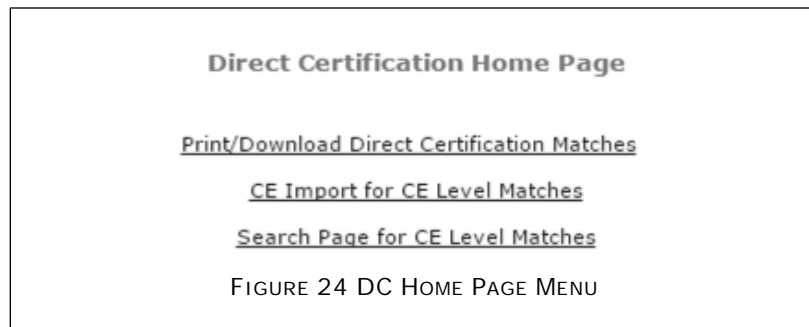 Direct Certification Home Page
Print/Download Direct Certification Matches
CE Import for CE Level Matches
Search Page for CE Level Matches
FIGURE 24 DC HOME PAGE MENU